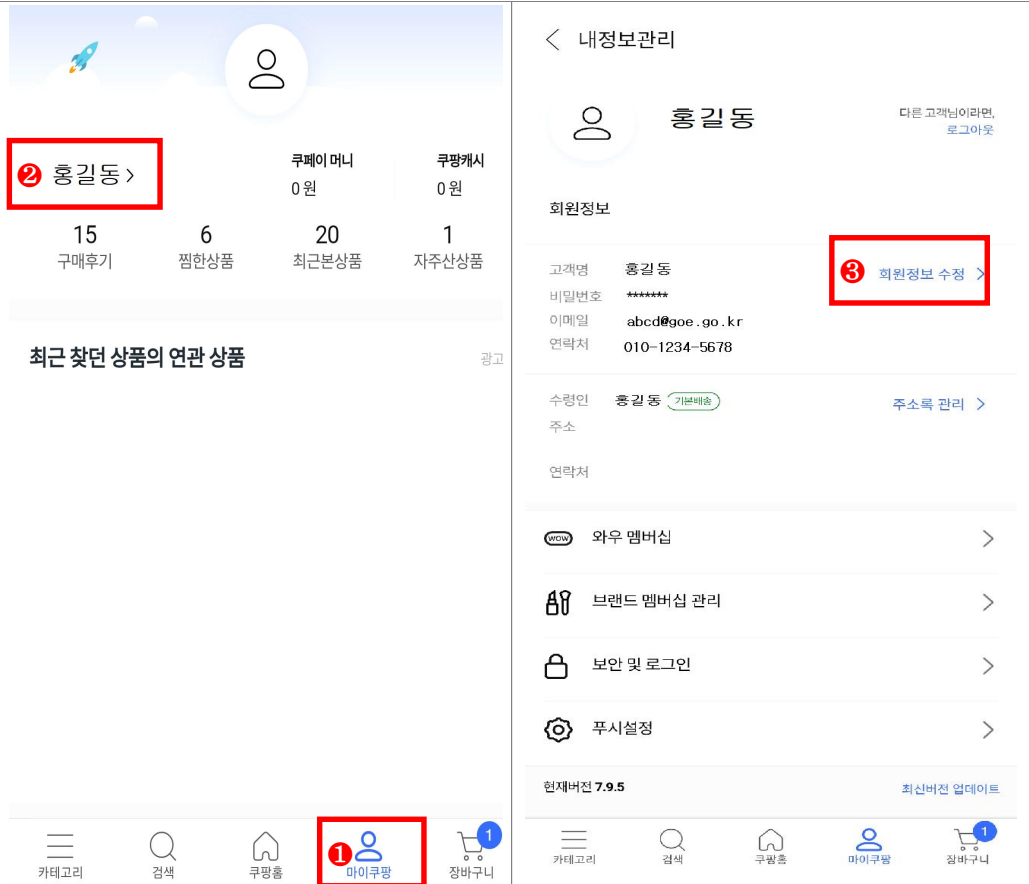 쿠페이 머니 쿠팡캐시
❷ 홍길동 >
0원 0원
15 6 20 1
구매후기 찜한상품 최근본상품 자주산상품
최근 찾던 상품의 연관 상품 광고
❶
1
카테고리 검색 쿠팡홈 마이쿠팡 장바구니
내정보관리
홍길동
다른 고객님이라면,
로그아웃
회원정보
고객명 홍길동
❸ 회원정보 수정 >
비밀번호 *******
이메일 abcd@goe.go.kr
연락처 010-1234-5678
수령인 홍길동 기본배송 주소록 관리 >
주소
연락처
wow 와우 멤버십
브랜드 멤버십 관리
보안 및 로그인
푸시설정
현재버전 7.9.5 최신버전 업데이트
1
카테고리 검색 쿠팡홈 마이쿠팡 장바구니